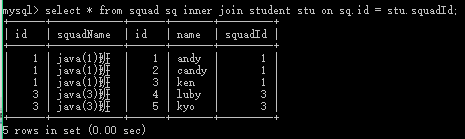 mysql> select * from squad sq inner join student stu on sq.id = stu.squadId;
| id | squadName | id | name | squadId |
| 1 | java(1)班 | 1 | andy | 1 |
| 1 | java(1)班 | 2 | candy | 1 |
| 1 | java(1)班 | 3 | ken | 1 |
| 3 | java(3)班 | 4 | luby | 3 |
| 3 | java(3)班 | 5 | kyo | 3 |
5 rows in set (0.00 sec)